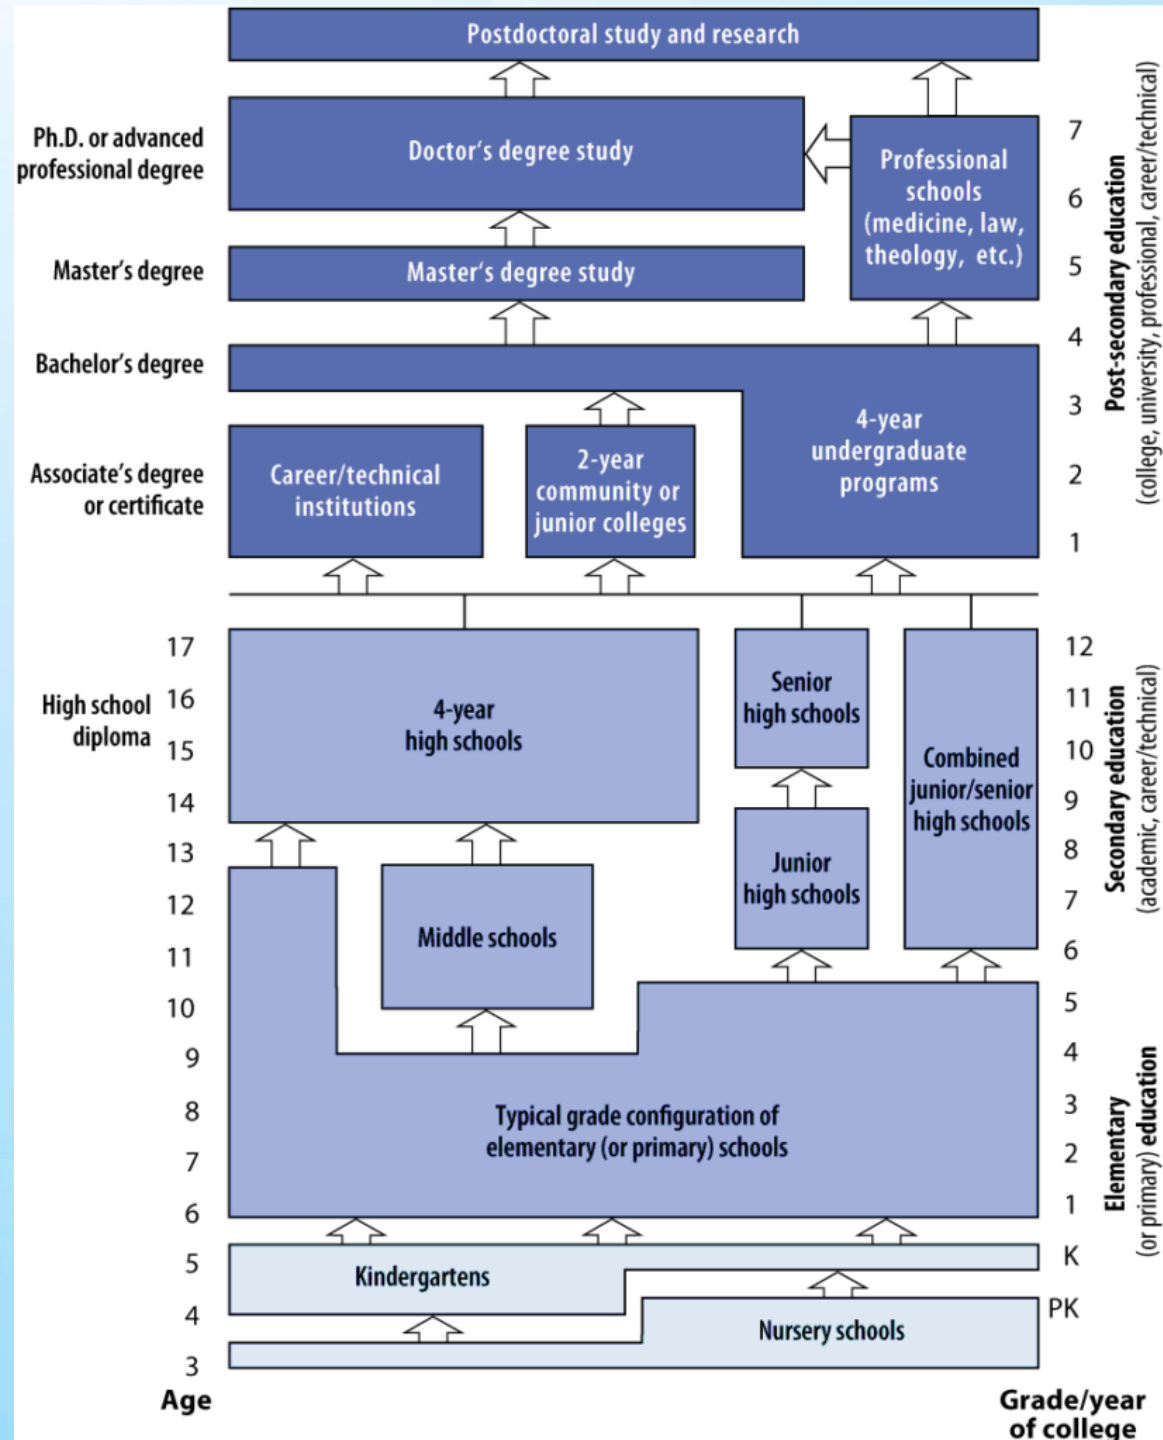 Postdoctoral study and research
Ph.D. or advanced
professional degree
Doctor's degree study
Professional
schools
(medicine, law,
theology, etc.)
7
6
5
Master's degree
Master's degree study
Bachelor's degree
4
3
2
1
4-year
undergraduate
programs
Associate's degree
or certificate
Career/technical
institutions
2-year
community or
junior colleges
Post-secondary education
(college, university, professional, career/technical)
High school
diploma
17
16
15
14
13
12
11
10
9
8
7
6
5
4
3
4-year
high schools
Senior
high schools
Combined
junior/senior
high schools
Junior
high schools
Middle schools
12
11
10
9
8
7
6
5
4
3
2
1
K
PK
Secondary education
(academic, career/technical)
Typical grade configuration of
elementary (or primary) schools
Elementary
(or primary) education
Kindergartens
Nursery schools
Age
Grade/year
of college